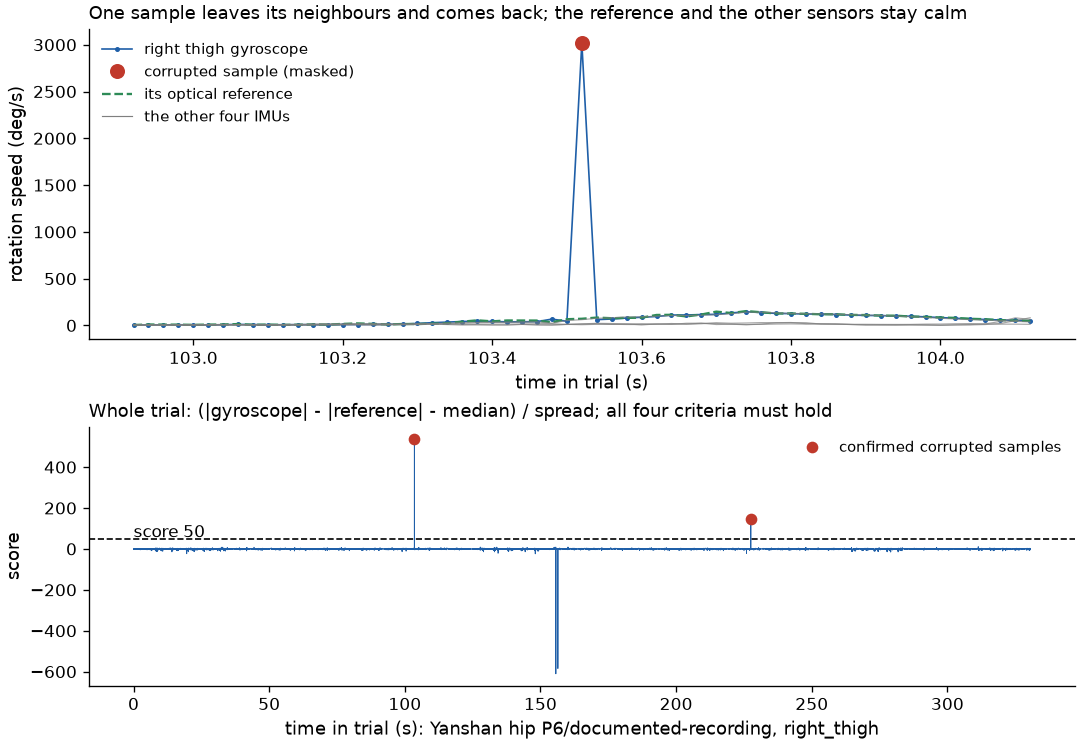 One sample leaves its neighbours and comes back; the reference and the other sensors stay calm
right thigh gyroscope
corrupted sample (masked)
its optical reference
the other four IMUs
rotation speed (deg/s)
3000
2500
2000
1500
1000
500
0
103.0
103.2
103.4
103.6
103.8
104.0
time in trial (s)
Whole trial: (|gyroscope| - |reference| - median) / spread; all four criteria must hold
confirmed corrupted samples
score 50
score
400
200
0
−200
−400
−600
0
50
100
150
200
250
300
time in trial (s): Yanshan hip P6/documented-recording, right_thigh